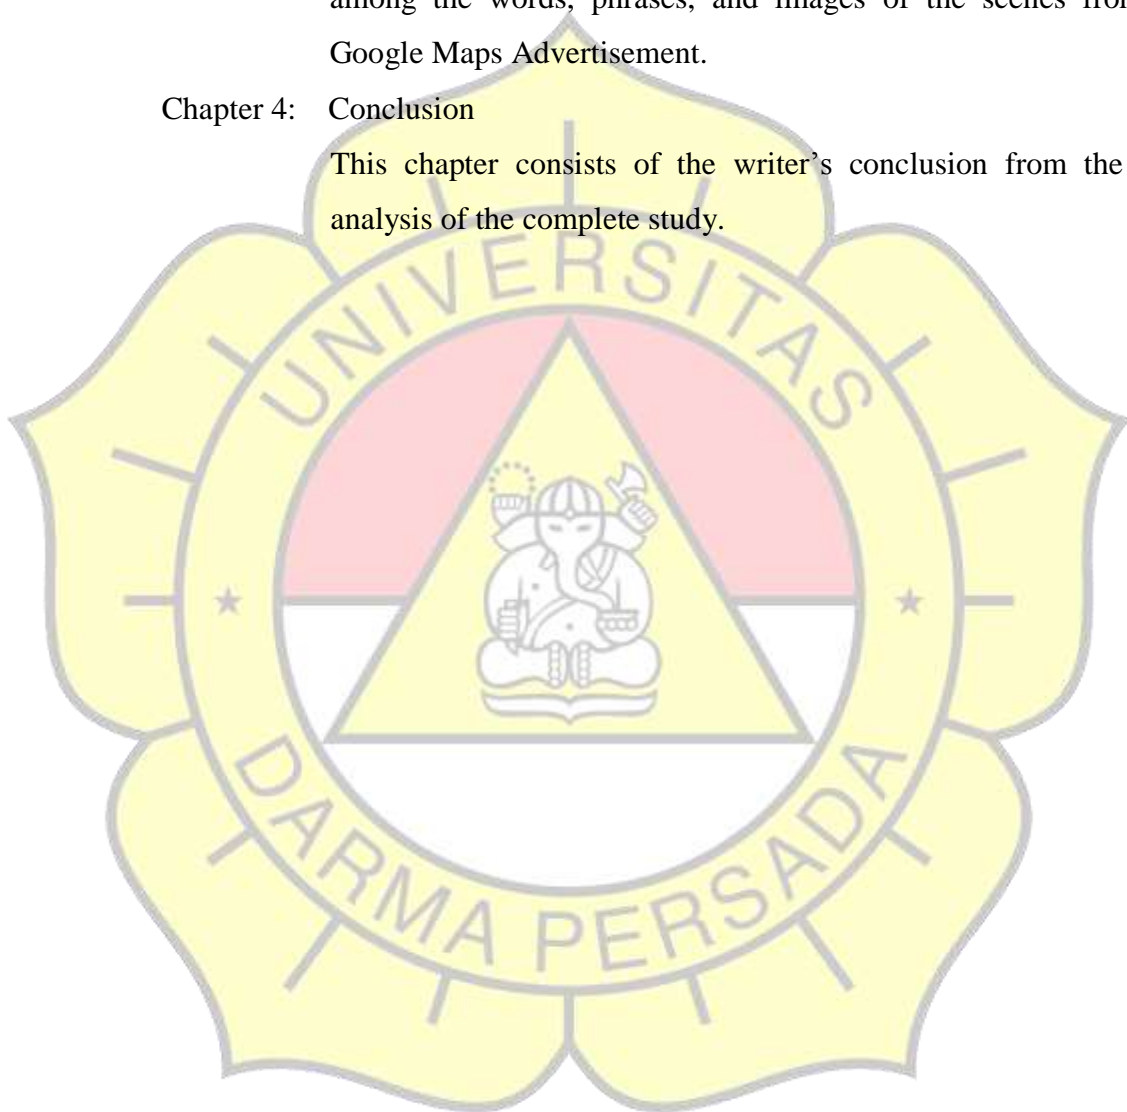 among the words, phrases, and images of the scenes from
Google Maps Advertisement.
Chapter 4: Conclusion
This chapter consists of the writer's conclusion from the
analysis of the complete study.
UNIVERSITAS
DARMA PERSADA